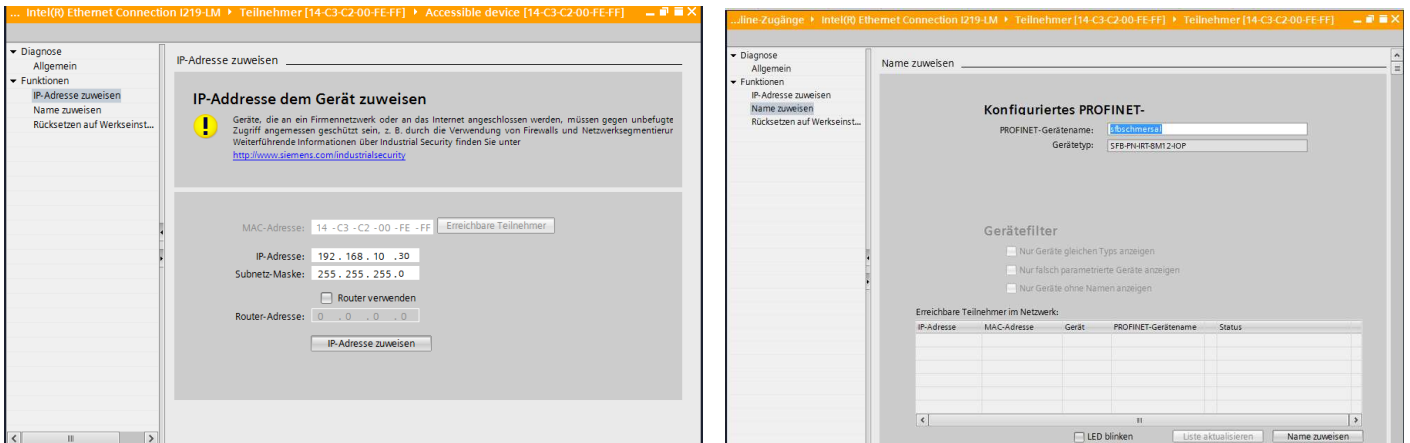 ... Intel(R) Ethernet Connection I219-LM ▸ Teilnehmer [14-C3-C2-00-FE-FF] ▸ Accessible device [14-C3-C2-00-FE-FF]
Diagnose
Allgemein
Funktionen
IP-Adresse zuweisen
Name zuweisen
Rücksetzen auf Werkseinst...
IP-Adresse zuweisen
IP-Addresse dem Gerät zuweisen
Geräte, die an ein Firmennetzwerk oder an das Internet angeschlossen werden, müssen gegen unbefugte
Zugriff angemessen geschützt sein, z. B. durch die Verwendung von Firewalls und Netzwerksegmentierur
Weiterführende Informationen über Industrial Security finden Sie unter
http://www.siemens.com/industrialsecurity
MAC-Adresse: 14 -C3 -C2 -00 -FE -FF Erreichbare Teilnehmer
IP-Adresse: 192 . 168 . 10 . 30
Subnetz-Maske: 255 . 255 . 255 . 0
Router verwenden
Router-Adresse: 0 . 0 . 0 . 0
IP-Adresse zuweisen
...line-Zugänge ▸ Intel(R) Ethernet Connection I219-LM ▸ Teilnehmer [14-C3-C2-00-FE-FF] ▸ Teilnehmer [14-C3-C2-00-FE-FF]
Diagnose
Allgemein
Funktionen
IP-Adresse zuweisen
Name zuweisen
Rücksetzen auf Werkseinst...
Name zuweisen
Konfiguriertes PROFINET-
PROFINET-Gerätename: sfbschmersal
Gerätetyp: SFB-PN-IRT-8M12-IOP
Gerätefilter
Nur Geräte gleichen Typs anzeigen
Nur falsch parametrierte Geräte anzeigen
Nur Geräte ohne Namen anzeigen
Erreichbare Teilnehmer im Netzwerk:
IP-Adresse MAC-Adresse Gerät PROFINET-Gerätename Status
LED blinken Liste aktualisieren Name zuweisen